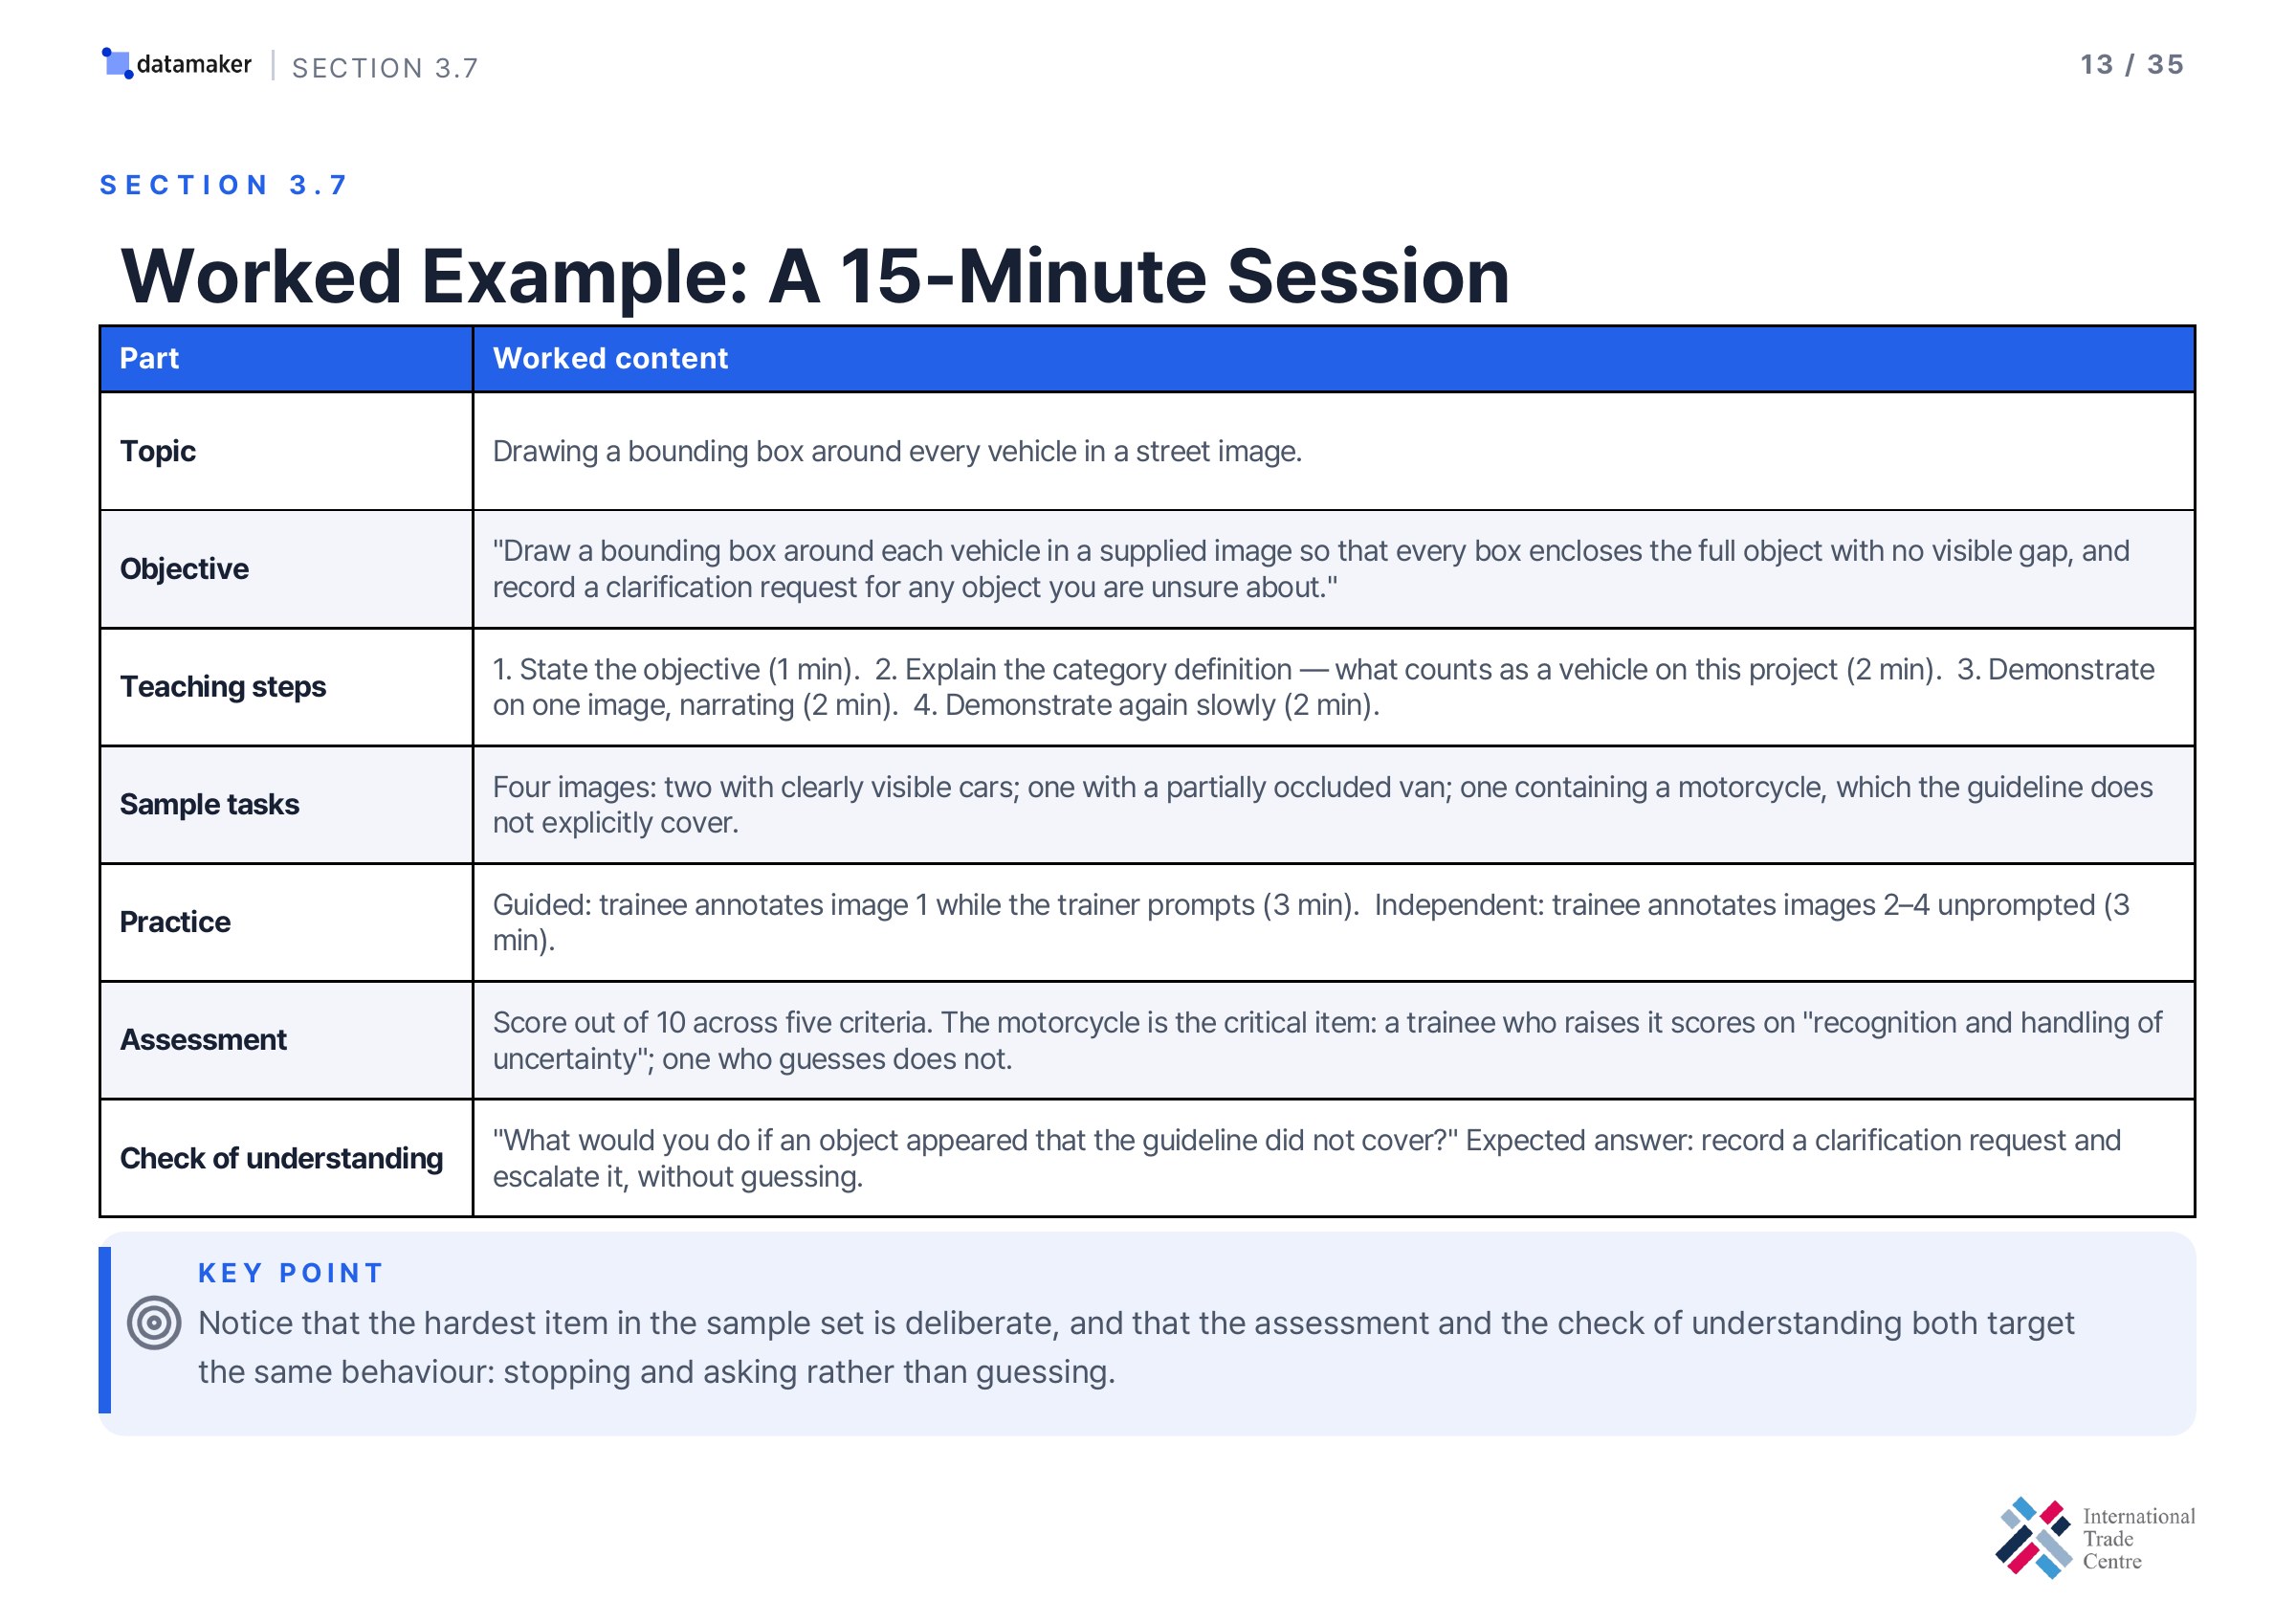 datamaker
SECTION 3.7
13 / 35
SECTION 3.7
Worked Example: A 15-Minute Session
Part
Worked content
Topic
Drawing a bounding box around every vehicle in a street image.
Objective
"Draw a bounding box around each vehicle in a supplied image so that every box encloses the full object with no visible gap, and
record a clarification request for any object you are unsure about."
Teaching steps
1. State the objective (1 min).  2. Explain the category definition — what counts as a vehicle on this project (2 min).  3. Demonstrate
on one image, narrating (2 min).  4. Demonstrate again slowly (2 min).
Sample tasks
Four images: two with clearly visible cars; one with a partially occluded van; one containing a motorcycle, which the guideline does
not explicitly cover.
Practice
Guided: trainee annotates image 1 while the trainer prompts (3 min).  Independent: trainee annotates images 2–4 unprompted (3
min).
Assessment
Score out of 10 across five criteria. The motorcycle is the critical item: a trainee who raises it scores on "recognition and handling of
uncertainty"; one who guesses does not.
Check of understanding
"What would you do if an object appeared that the guideline did not cover?" Expected answer: record a clarification request and
escalate it, without guessing.
KEY POINT
Notice that the hardest item in the sample set is deliberate, and that the assessment and the check of understanding both target
the same behaviour: stopping and asking rather than guessing.
International
Trade
Centre